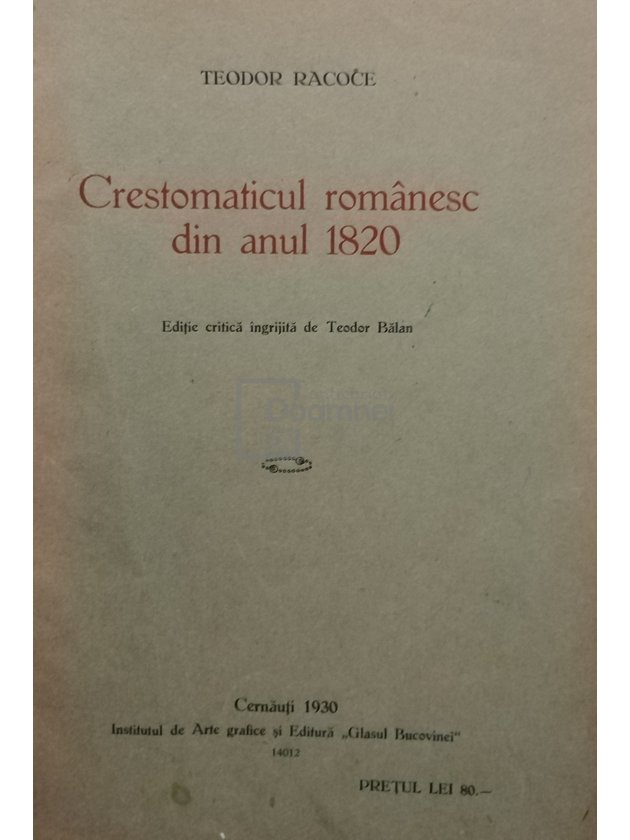 TEODOR RACOCE
Crestomaticul românesc
din anul 1820
Ediție critică îngrijită de Teodor Bălan
Cernăuți 1930
Institutul de Arte grafice și Editură „Glasul Bucovinei“
14012
PREȚUL LEI 80.—